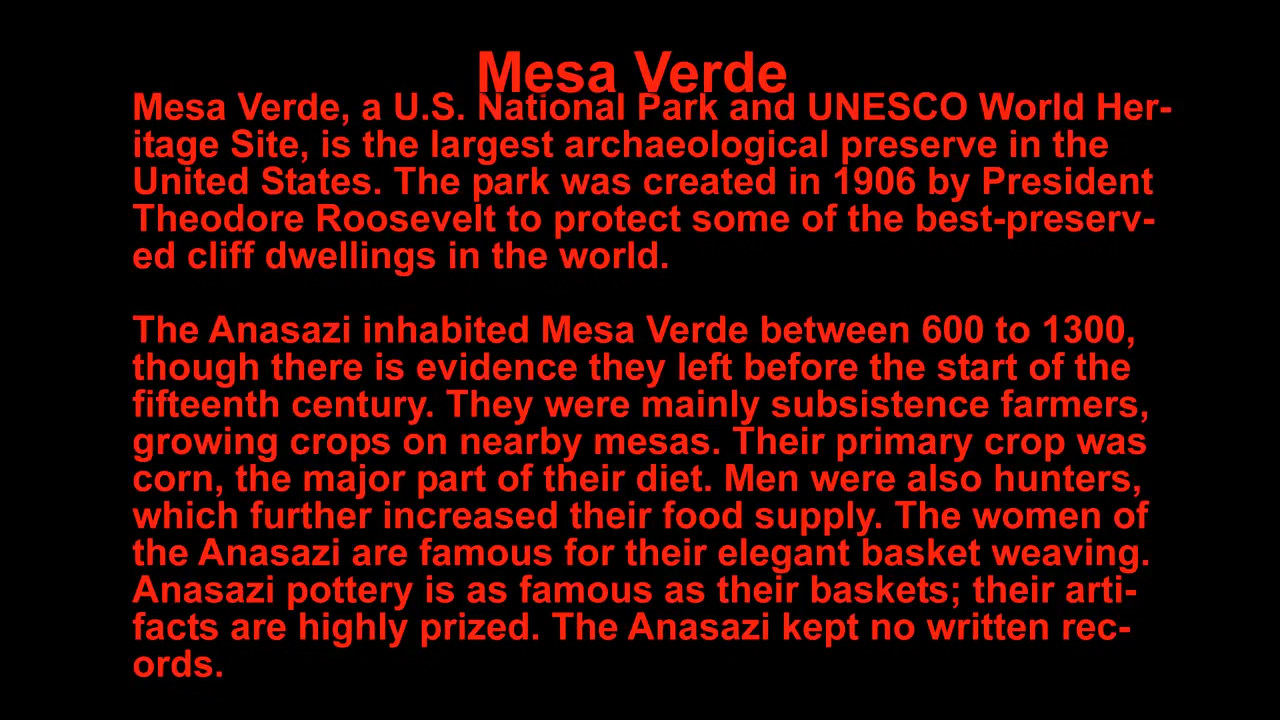 Mesa Verde
Mesa Verde, a U.S. National Park and UNESCO World Her-
itage Site, is the largest archaeological preserve in the
United States. The park was created in 1906 by President
Theodore Roosevelt to protect some of the best-preserv-
ed cliff dwellings in the world.
The Anasazi inhabited Mesa Verde between 600 to 1300,
though there is evidence they left before the start of the
fifteenth century. They were mainly subsistence farmers,
growing crops on nearby mesas. Their primary crop was
corn, the major part of their diet. Men were also hunters,
which further increased their food supply. The women of
the Anasazi are famous for their elegant basket weaving.
Anasazi pottery is as famous as their baskets; their arti-
facts are highly prized. The Anasazi kept no written rec-
ords.